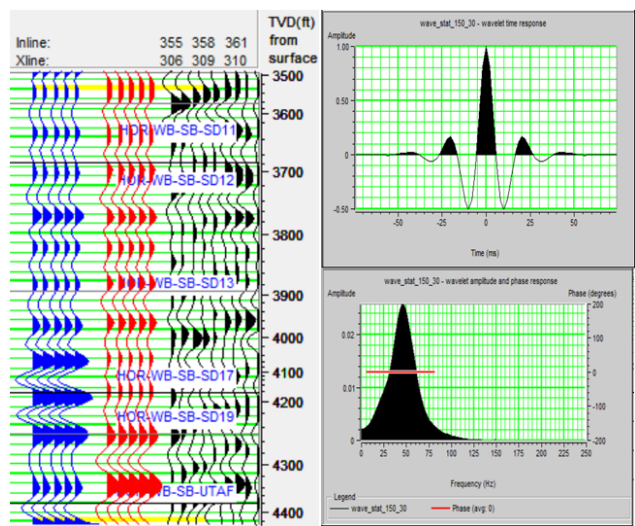 TVD(ft)
Inline: 355 358 361 from
Xline: 306 309 310 surface
3500
3600
HOR-WB-SB-SD11
3700
HOR-WB-SB-SD12
3800
HOR-WB-SB-SD13
3900
4000
HOR-WB-SB-SD17
4100
4200
HOR-WB-SB-SD19
4300
WB-SB-UTAF
4400
wave_stat_150_30 - wavelet time response
Amplitude
1.00
0.50
0
-0.50
-50 -25 0 25 50
Time (ms)
wave_stat_150_30 - wavelet amplitude and phase response
Amplitude Phase (degrees)
200
0.02
100
0.01 0
-100
0 -200
0 25 50 75 100 125 150 175 200 225 250
Frequency (Hz)
Legend
wave_stat_150_30 Phase (avg: 0)